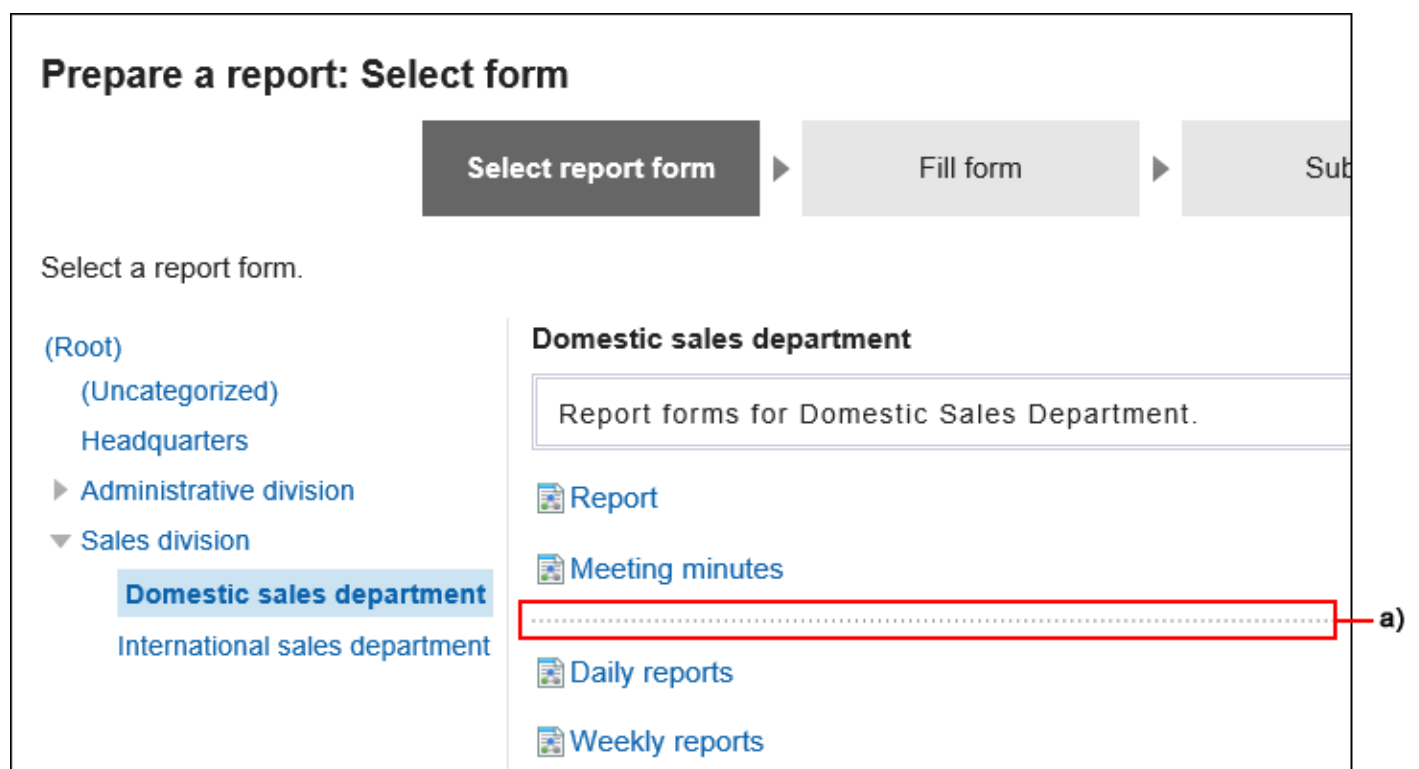 Prepare a report: Select form
Select report form
Fill form
Sub
Select a report form.
(Root)
(Uncategorized)
Headquarters
Administrative division
Sales division
Domestic sales department
International sales department
Domestic sales department
Report forms for Domestic Sales Department.
Report
Meeting minutes
a)
Daily reports
Weekly reports